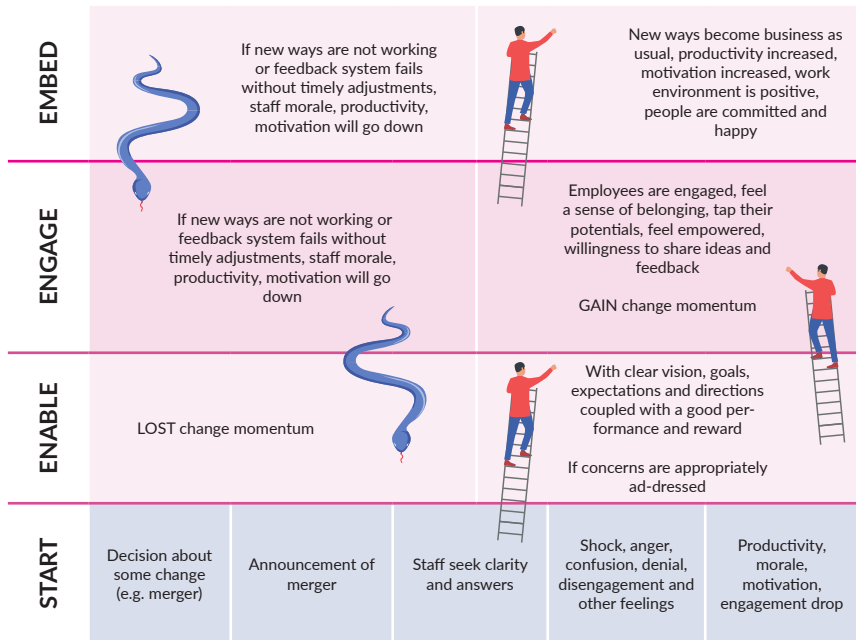 EMBED
If new ways are not working
or feedback system fails
without timely adjustments,
staff morale, productivity,
motivation will go down
New ways become business as
usual, productivity increased,
motivation increased, work
environment is positive,
people are committed and
happy
ENGAGE
If new ways are not working or
feedback system fails without
timely adjustments, staff morale,
productivity, motivation will go
down
Employees are engaged, feel
a sense of belonging, tap their
potentials, feel empowered,
willingness to share ideas and
feedback
GAIN change momentum
ENABLE
LOST change momentum
With clear vision, goals,
expectations and directions
coupled with a good per-
formance and reward
If concerns are appropriately
ad-dressed
START
Decision about
some change
(e.g. merger)
Announcement of
merger
Staff seek clarity
and answers
Shock, anger,
confusion, denial,
disengagement and
other feelings
Productivity,
morale,
motivation,
engagement drop